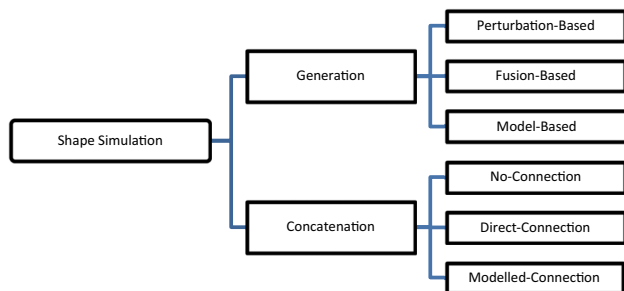 Shape Simulation
Generation
Perturbation-Based
Fusion-Based
Model-Based
Concatenation
No-Connection
Direct-Connection
Modelled-Connection